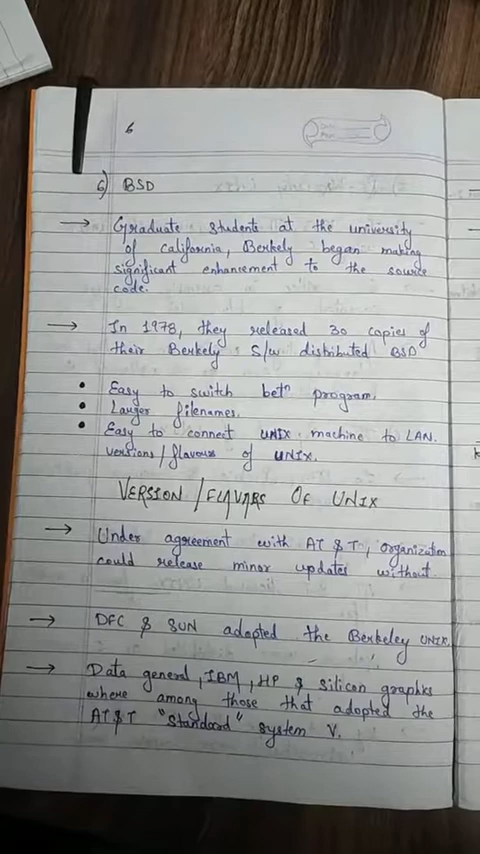 6
6) BSD
→ Graduate students at the university
of california, Berkely began making
significant enhancement to the source
code.
→ In 1978, they released 30 copies of
their Berkely S/w distributed BSD
• Easy to switch betn program.
• Larger filenames.
• Easy to connect UNIX machine to LAN.
versions/flavours of UNIX.
VERSION/FLAVARS OF UNIX
→ Under agreement with AT & T, organization
could release minor updates without
→ DFC & SUN adopted the Berkeley UNIX.
→ Data general, IBM, HP & Silicon graphks
where among those that adopted the
AT&T "Standard" System V.